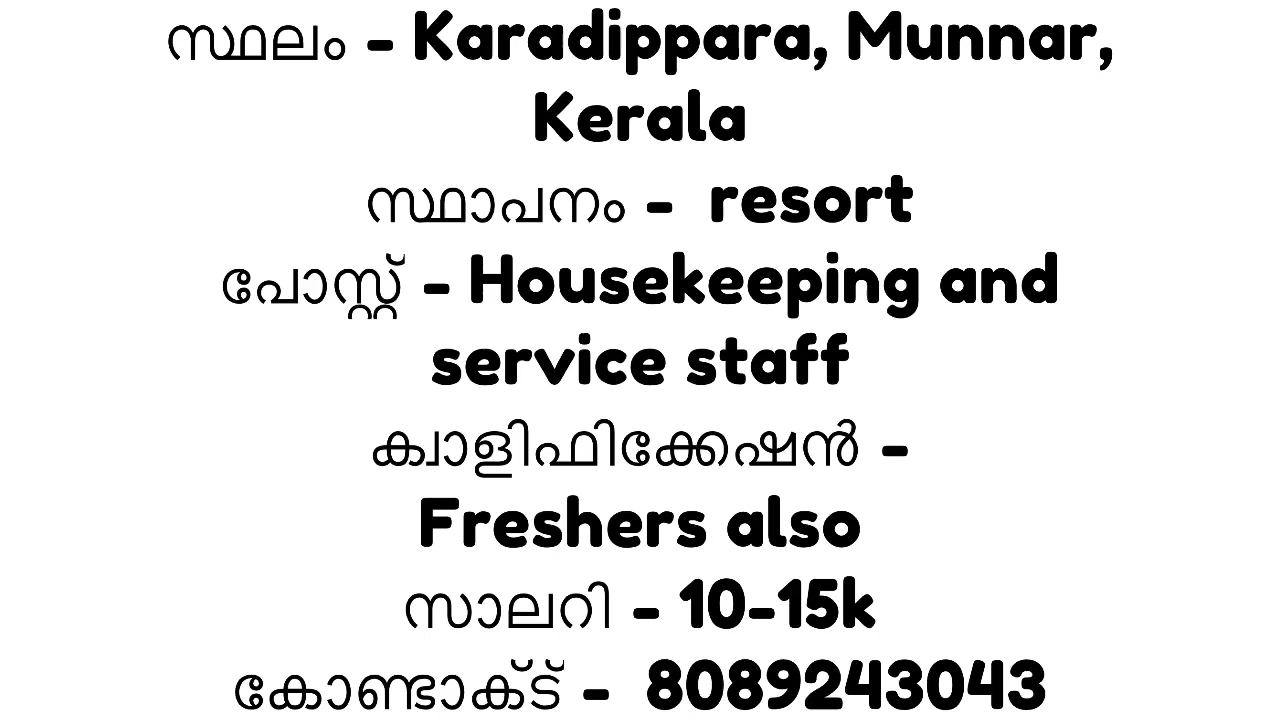 സ്ഥലം - Karadippara, Munnar,
Kerala
സ്ഥാപനം - resort
പോസ്റ്റ് - Housekeeping and
service staff
ക്വാളിഫിക്കേഷൻ -
Freshers also
സാലറി - 10-15k
കോണ്ടാക്ട് - 8089243043